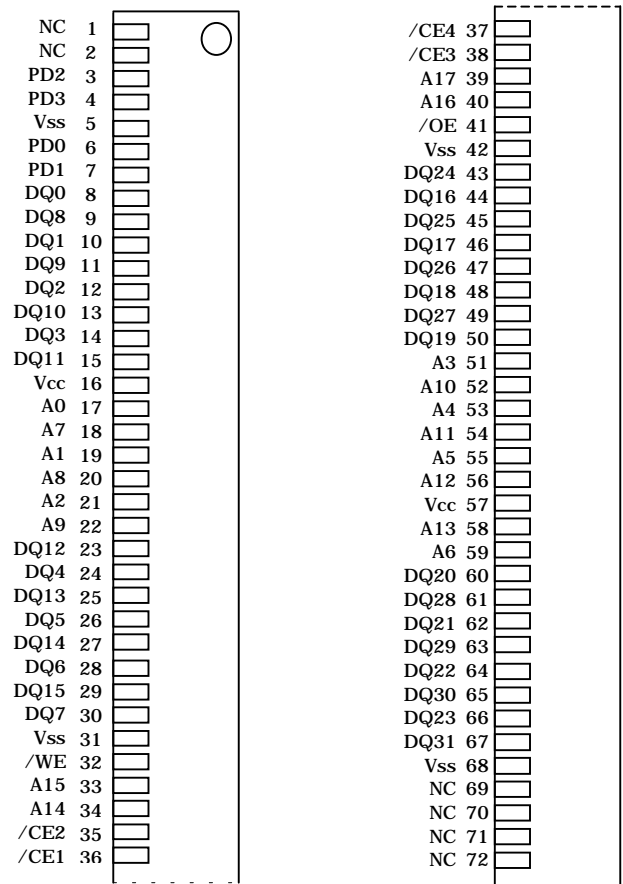 NC 1
NC 2
PD2 3
PD3 4
Vss 5
PD0 6
PD1 7
DQ0 8
DQ8 9
DQ1 10
DQ9 11
DQ2 12
DQ10 13
DQ3 14
DQ11 15
Vcc 16
A0 17
A7 18
A1 19
A8 20
A2 21
A9 22
DQ12 23
DQ4 24
DQ13 25
DQ5 26
DQ14 27
DQ6 28
DQ15 29
DQ7 30
Vss 31
/WE 32
A15 33
A14 34
/CE2 35
/CE1 36
/CE4 37
/CE3 38
A17 39
A16 40
/OE 41
Vss 42
DQ24 43
DQ16 44
DQ25 45
DQ17 46
DQ26 47
DQ18 48
DQ27 49
DQ19 50
A3 51
A10 52
A4 53
A11 54
A5 55
A12 56
Vcc 57
A13 58
A6 59
DQ20 60
DQ28 61
DQ21 62
DQ29 63
DQ22 64
DQ30 65
DQ23 66
DQ31 67
Vss 68
NC 69
NC 70
NC 71
NC 72